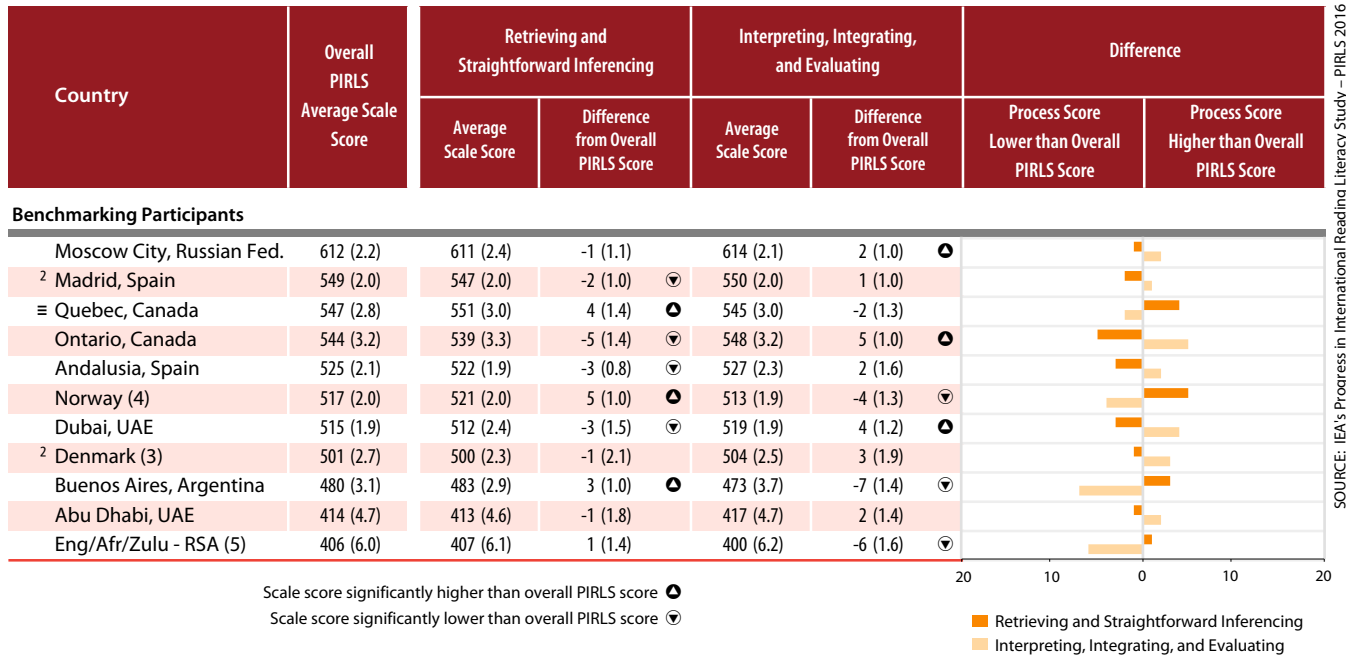 Country
Overall
PIRLS
Average Scale
Score
Retrieving and
Straightforward Inferencing
Interpreting, Integrating,
and Evaluating
Difference
Average
Scale Score
Difference
from Overall
PIRLS Score
Average
Scale Score
Difference
from Overall
PIRLS Score
Process Score
Lower than Overall
PIRLS Score
Process Score
Higher than Overall
PIRLS Score
Benchmarking Participants
Moscow City, Russian Fed. 612 (2.2) 611 (2.4) -1 (1.1) 614 (2.1) 2 (1.0)
2 Madrid, Spain 549 (2.0) 547 (2.0) -2 (1.0) 550 (2.0) 1 (1.0)
≡ Quebec, Canada 547 (2.8) 551 (3.0) 4 (1.4) 545 (3.0) -2 (1.3)
Ontario, Canada 544 (3.2) 539 (3.3) -5 (1.4) 548 (3.2) 5 (1.0)
Andalusia, Spain 525 (2.1) 522 (1.9) -3 (0.8) 527 (2.3) 2 (1.6)
Norway (4) 517 (2.0) 521 (2.0) 5 (1.0) 513 (1.9) -4 (1.3)
Dubai, UAE 515 (1.9) 512 (2.4) -3 (1.5) 519 (1.9) 4 (1.2)
2 Denmark (3) 501 (2.7) 500 (2.3) -1 (2.1) 504 (2.5) 3 (1.9)
Buenos Aires, Argentina 480 (3.1) 483 (2.9) 3 (1.0) 473 (3.7) -7 (1.4)
Abu Dhabi, UAE 414 (4.7) 413 (4.6) -1 (1.8) 417 (4.7) 2 (1.4)
Eng/Afr/Zulu - RSA (5) 406 (6.0) 407 (6.1) 1 (1.4) 400 (6.2) -6 (1.6)
20 10 0 10 20
Scale score significantly higher than overall PIRLS score
Scale score significantly lower than overall PIRLS score
Retrieving and Straightforward Inferencing
Interpreting, Integrating, and Evaluating
SOURCE: IEA's Progress in International Reading Literacy Study – PIRLS 2016